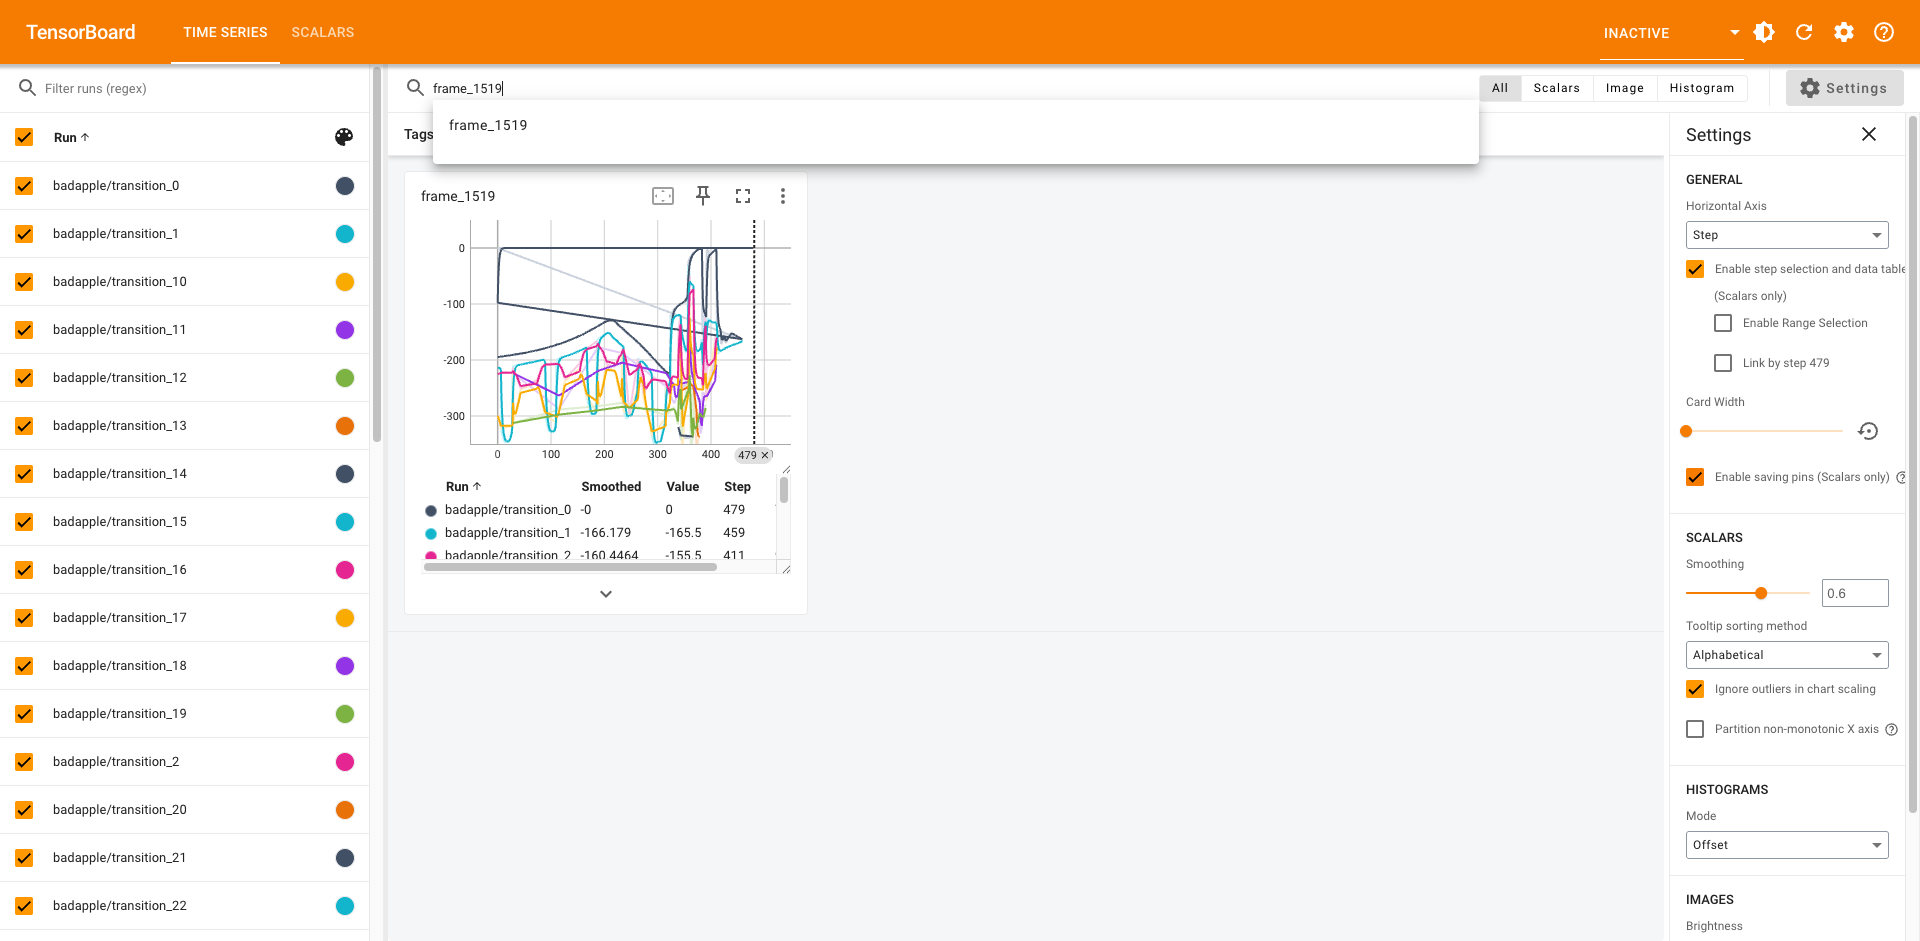 TensorBoard
TIME SERIES
SCALARS
INACTIVE
Filter runs (regex)
Run
badapple/transition_0
badapple/transition_1
badapple/transition_10
badapple/transition_11
badapple/transition_12
badapple/transition_13
badapple/transition_14
badapple/transition_15
badapple/transition_16
badapple/transition_17
badapple/transition_18
badapple/transition_19
badapple/transition_2
badapple/transition_20
badapple/transition_21
badapple/transition_22
frame_1519
frame_1519
Tags
All
Scalars
Image
Histogram
Settings
frame_1519
0
-100
-200
-300
0
100
200
300
400
479
Run Smoothed Value Step
badapple/transition_0 -0 0 479
badapple/transition_1 -166.179 -165.5 459
badapple/transition_2 -160.4464 -155.5 411
Settings
GENERAL
Horizontal Axis
Step
Enable step selection and data table
(Scalars only)
Enable Range Selection
Link by step 479
Card Width
Enable saving pins (Scalars only)
SCALARS
Smoothing
0.6
Tooltip sorting method
Alphabetical
Ignore outliers in chart scaling
Partition non-monotonic X axis
HISTOGRAMS
Mode
Offset
IMAGES
Brightness